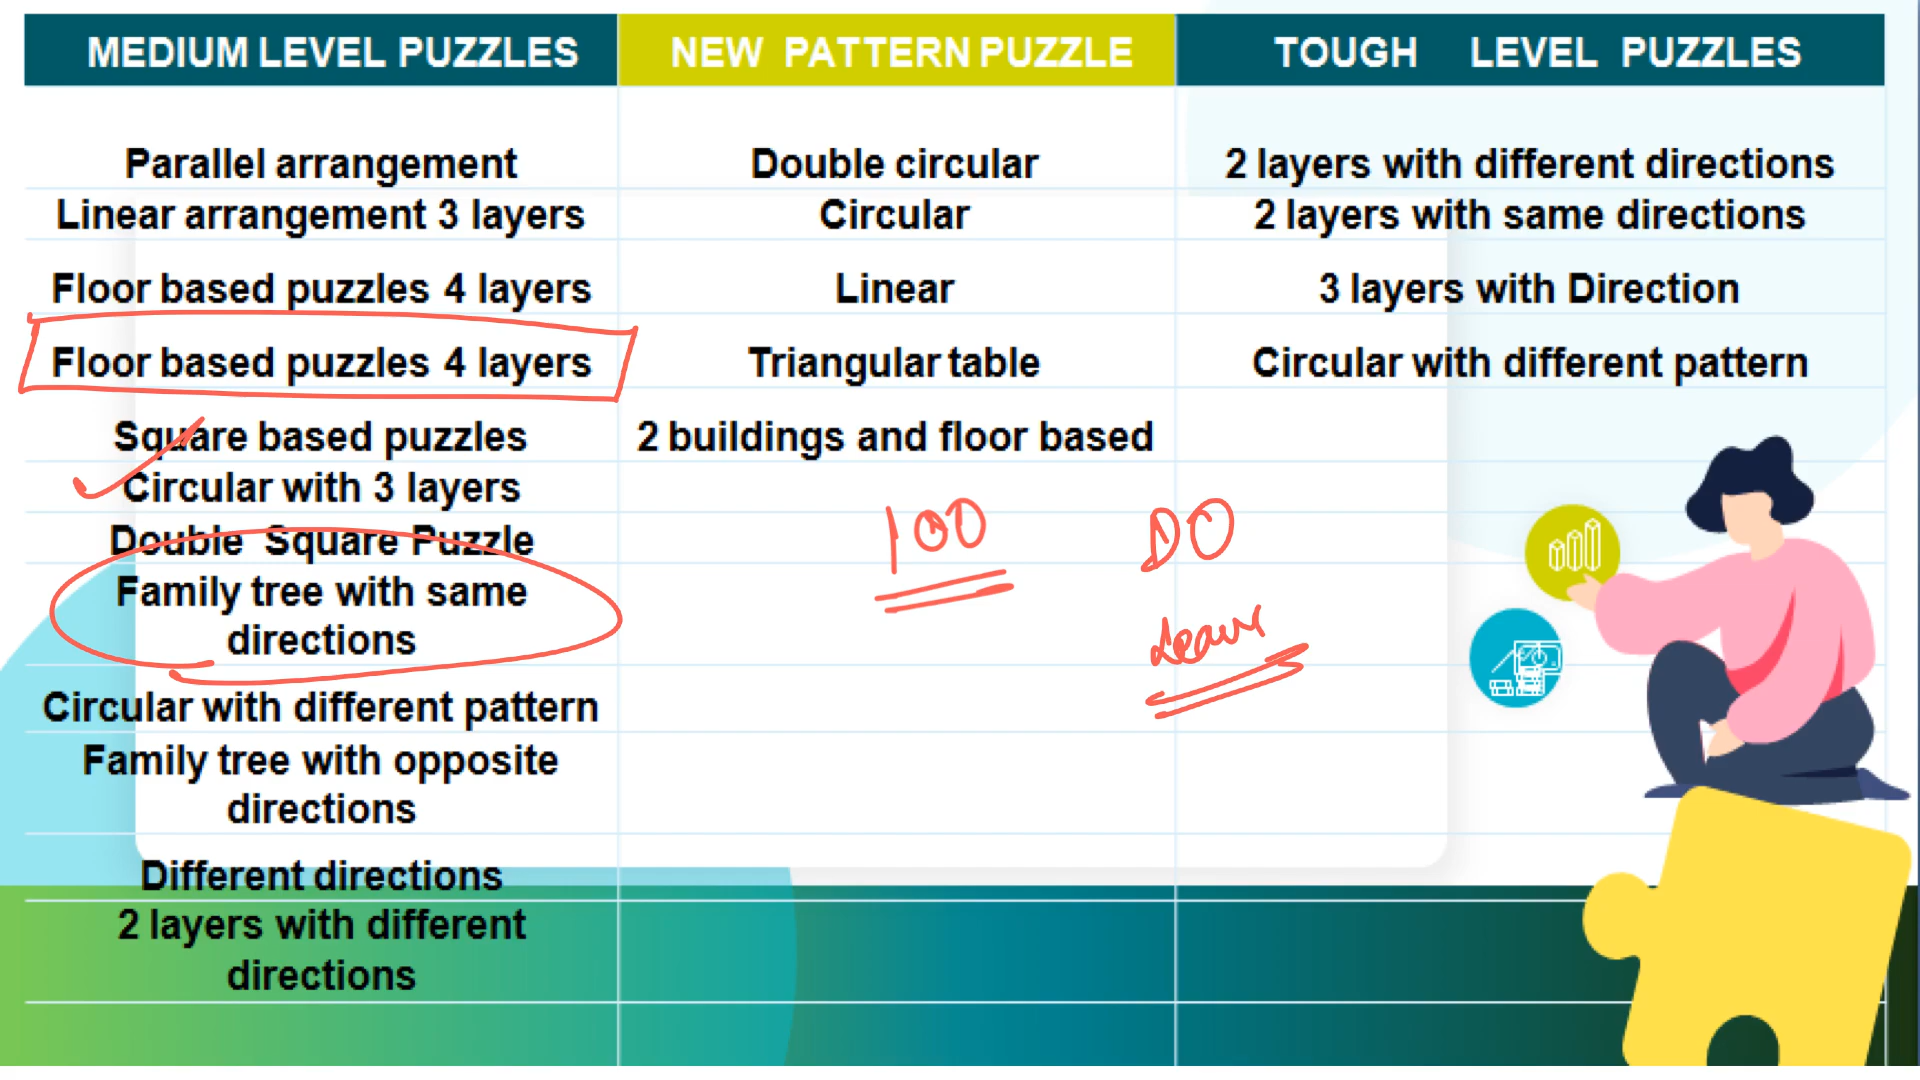 MEDIUM LEVEL PUZZLES NEW PATTERN PUZZLE TOUGH LEVEL PUZZLES
Parallel arrangement Double circular 2 layers with different directions
Linear arrangement 3 layers Circular 2 layers with same directions
Floor based puzzles 4 layers Linear 3 layers with Direction
Floor based puzzles 4 layers Triangular table Circular with different pattern
Square based puzzles 2 buildings and floor based
Circular with 3 layers
Double Square Puzzle
Family tree with same
directions
Circular with different pattern
Family tree with opposite
directions
Different directions
2 layers with different
directions
100 DO